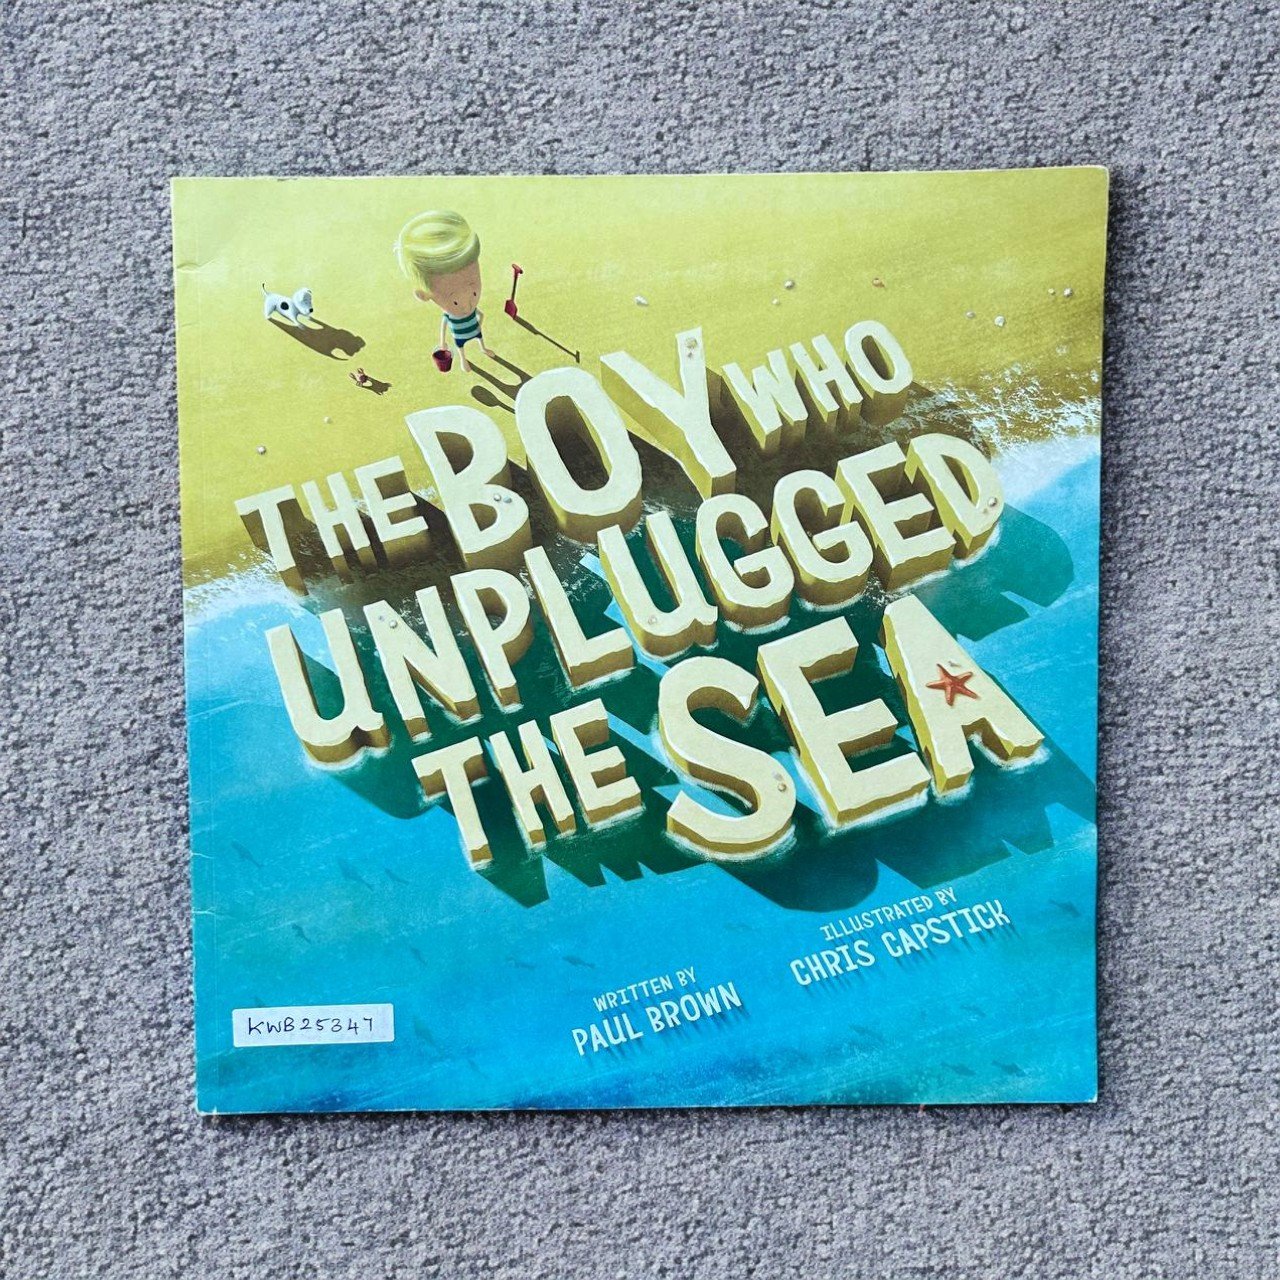 THE BOY WHO
UNPLUGGED
THE SEA
WRITTEN BY
PAUL BROWN
ILLUSTRATED BY
CHRIS CAPSTICK
KWB25347